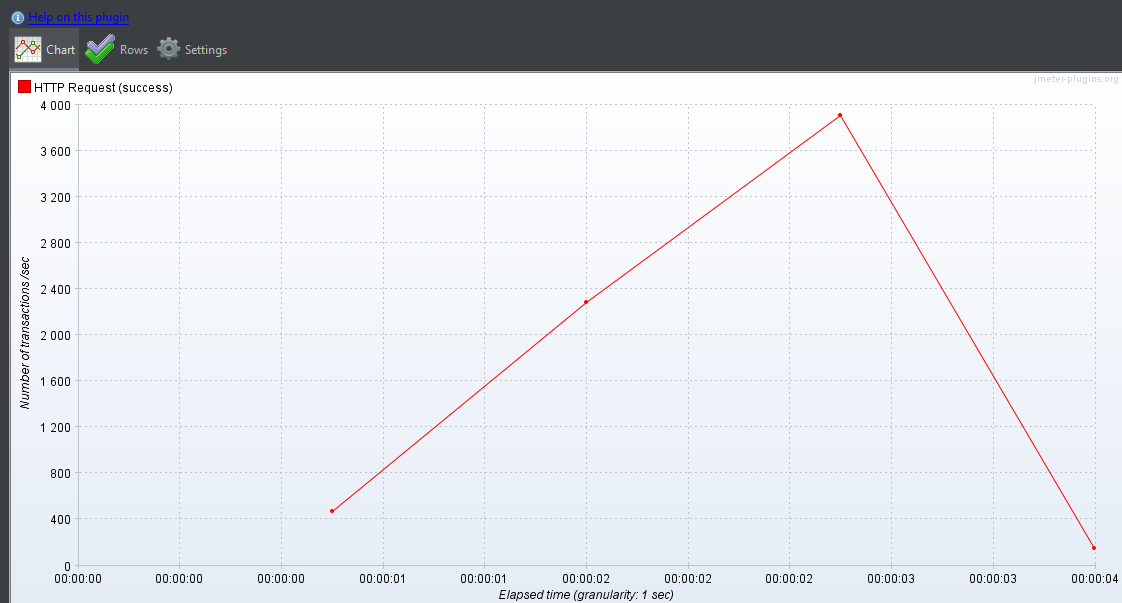 Help on this plugin
Chart Rows Settings
jmeter-plugins.org
HTTP Request (success)
4 000
3 600
3 200
2 800
2 400
2 000
1 600
1 200
800
400
0
Number of transactions /sec
00:00:00 00:00:00 00:00:00 00:00:01 00:00:01 00:00:02 00:00:02 00:00:02 00:00:03 00:00:03 00:00:04
Elapsed time (granularity: 1 sec)